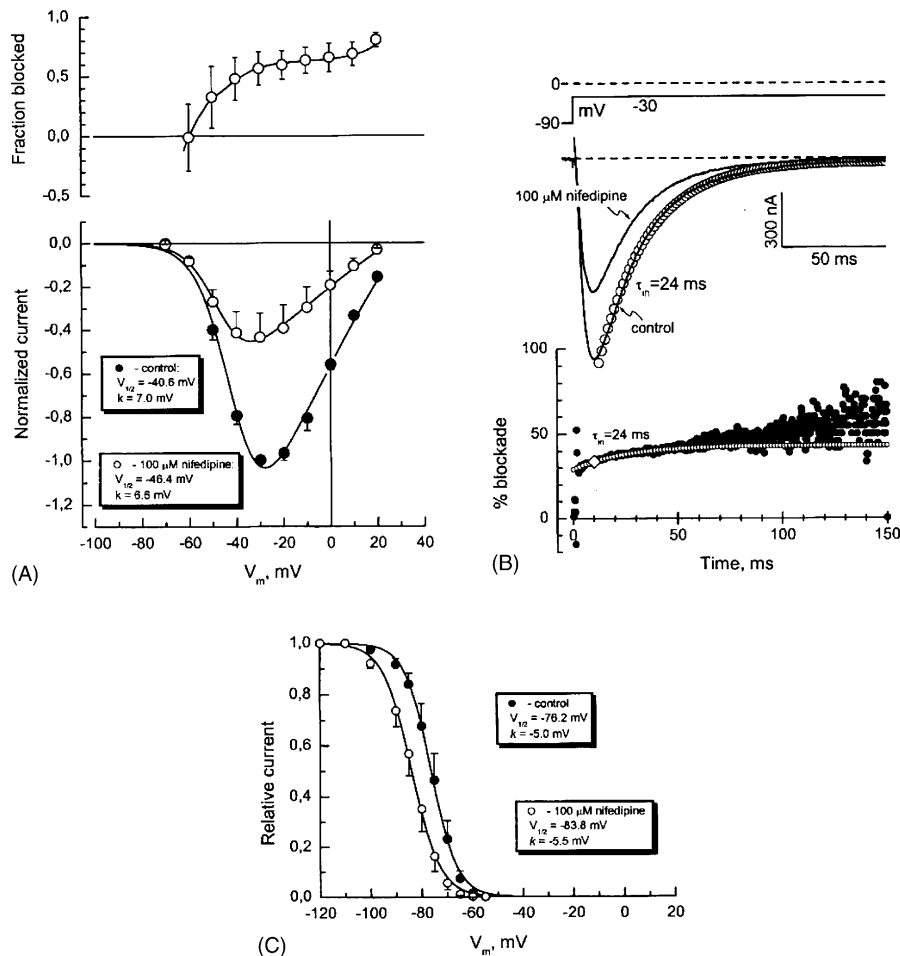 1,0
0,5
0,0
-0,5
Fraction blocked
0,0
-0,2
-0,4
-0,6
-0,8
-1,0
-1,2
Normalized current
● - control:
V1/2 = -40.6 mV
k = 7.0 mV
○ - 100 μM nifedipine:
V1/2 = -46.4 mV
k = 6.6 mV
-100 -80 -60 -40 -20 0 20 40
Vm, mV
(A)
0
-90
mV
-30
100 μM nifedipine
300 nA
50 ms
τin=24 ms
control
100
50
0
% blockade
τin=24 ms
0 50 100 150
Time, ms
(B)
1,0
0,8
0,6
0,4
0,2
0,0
Relative current
● - control
V1/2 = -76.2 mV
k = -5.0 mV
○ - 100 μM nifedipine
V1/2 = -83.8 mV
k = -5.5 mV
-120 -100 -80 -60 -40 -20 0 20
Vm, mV
(C)